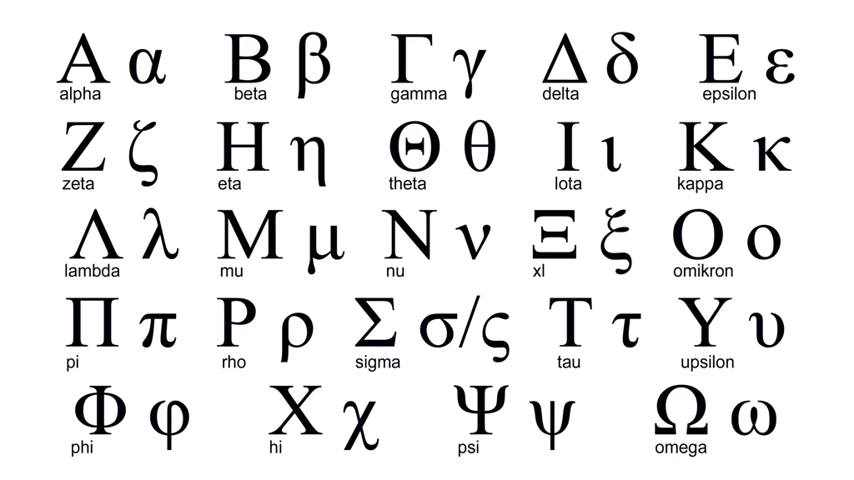 Α α Β β Γ γ Δ δ Ε ε
alpha beta gamma delta epsilon
Ζ ζ Η η Θ θ Ι ι Κ κ
zeta eta theta lota kappa
Λ λ Μ μ Ν ν Ξ ξ Ο ο
lambda mu nu xl omikron
Π π Ρ ρ Σ σ/ς Τ τ Υ υ
pi rho sigma tau upsilon
Φ φ Χ χ Ψ ψ Ω ω
phi hi psi omega